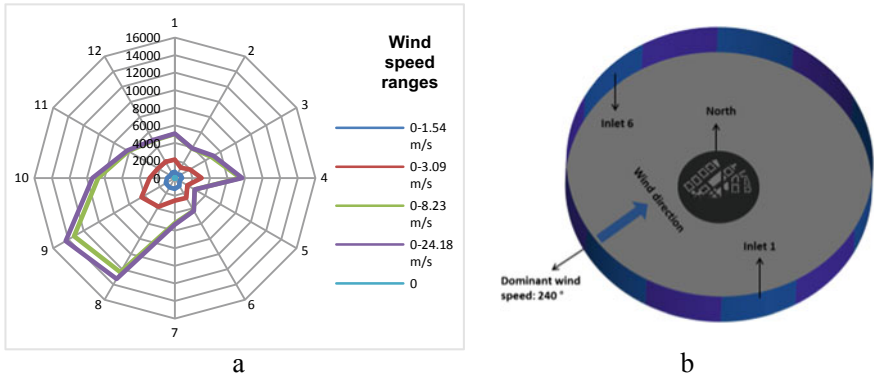 1
2
3
4
5
6
7
8
9
10
11
12
16000
14000
12000
10000
8000
6000
4000
2000
0
Wind
speed
ranges
0-1.54
m/s
0-3.09
m/s
0-8.23
m/s
0-24.18
m/s
0
a
North
Inlet 6
Wind direction
Inlet 1
Dominant wind
speed: 240 °
b